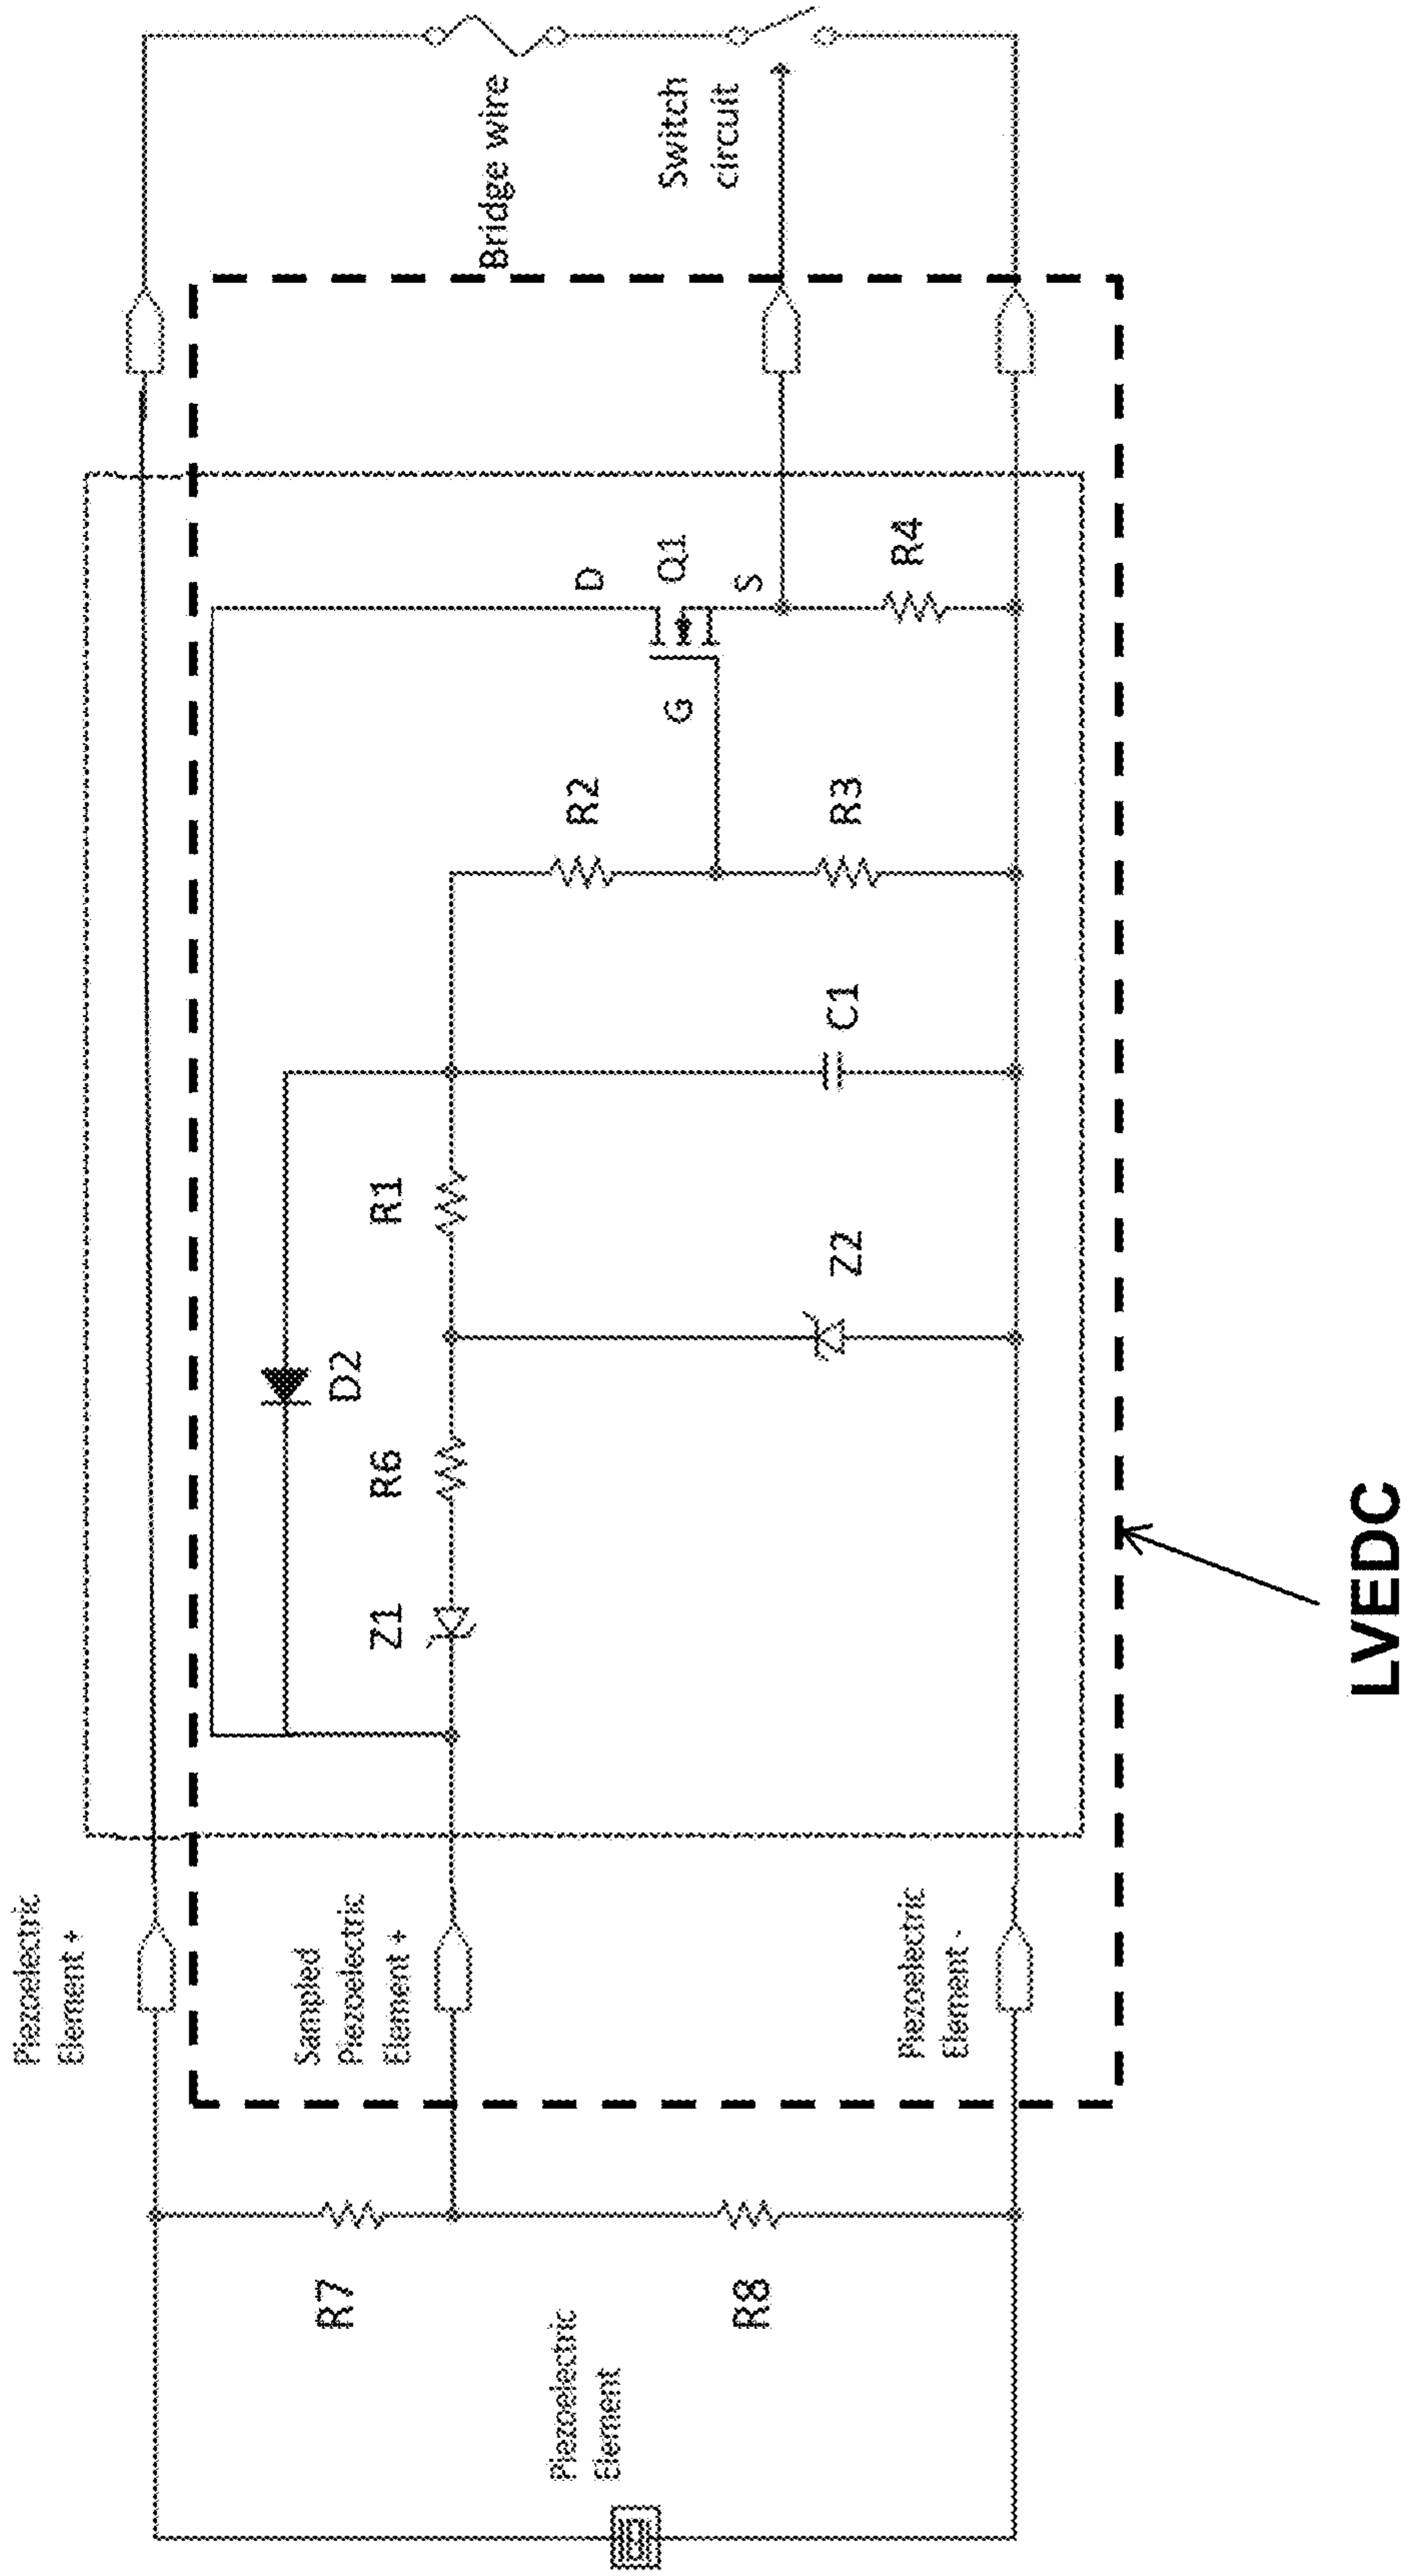 Piezoelectric
Element +
Sampled
Piezoelectric
Element +
Piezoelectric
Element -
Piezoelectric
Element
R7
R8
Z1
R6
D2
R1
Z2
C1
R2
R3
G
D
Q1
S
R4
Bridge wire
Switch
circuit
LVEDC